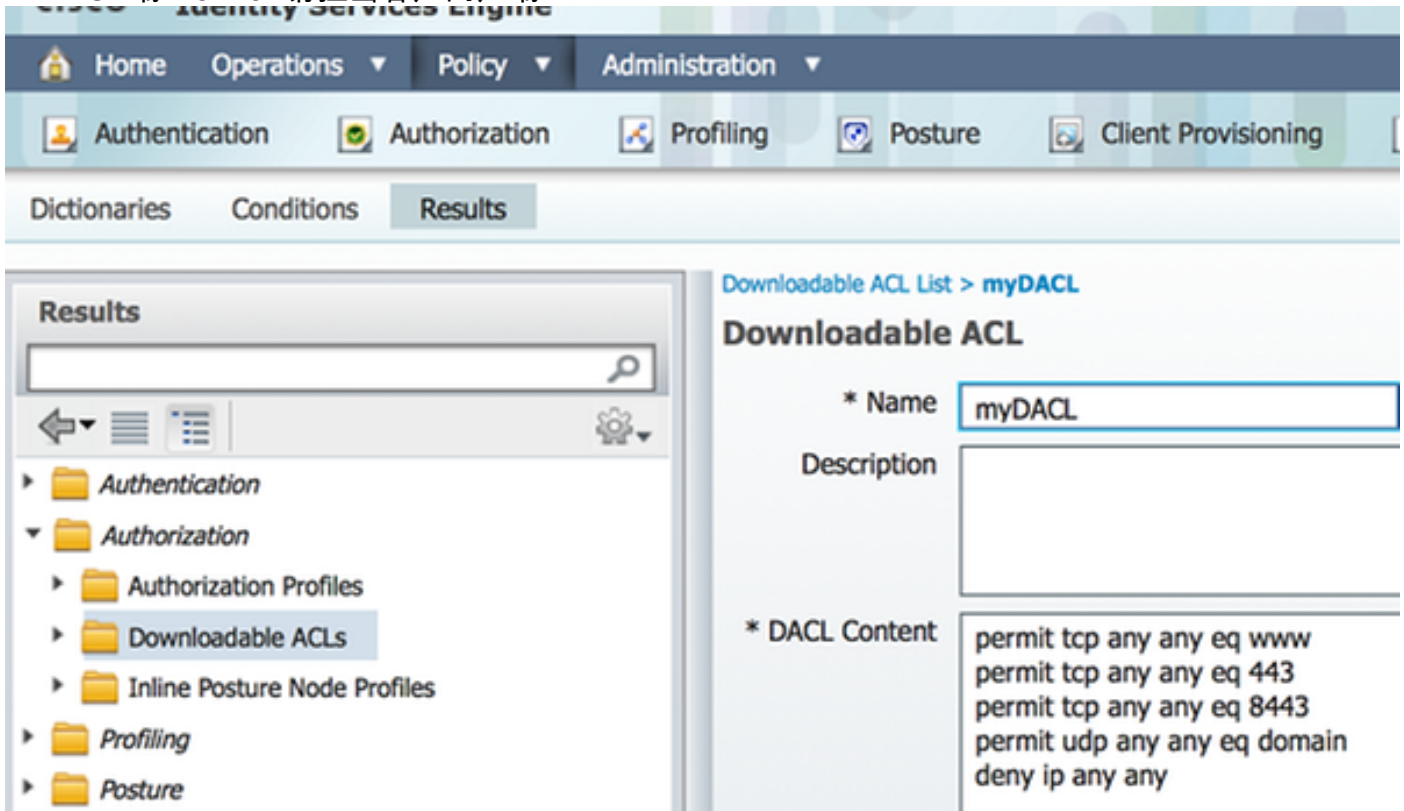 Identity Services Engine
Home Operations Policy Administration
Authentication Authorization Profiling Posture Client Provisioning
Dictionaries Conditions Results
Results
Authentication
Authorization
Authorization Profiles
Downloadable ACLs
Inline Posture Node Profiles
Profiling
Posture
Downloadable ACL List > myDACL
Downloadable ACL
* Name myDACL
Description
* DACL Content permit tcp any any eq www
permit tcp any any eq 443
permit tcp any any eq 8443
permit udp any any eq domain
deny ip any any